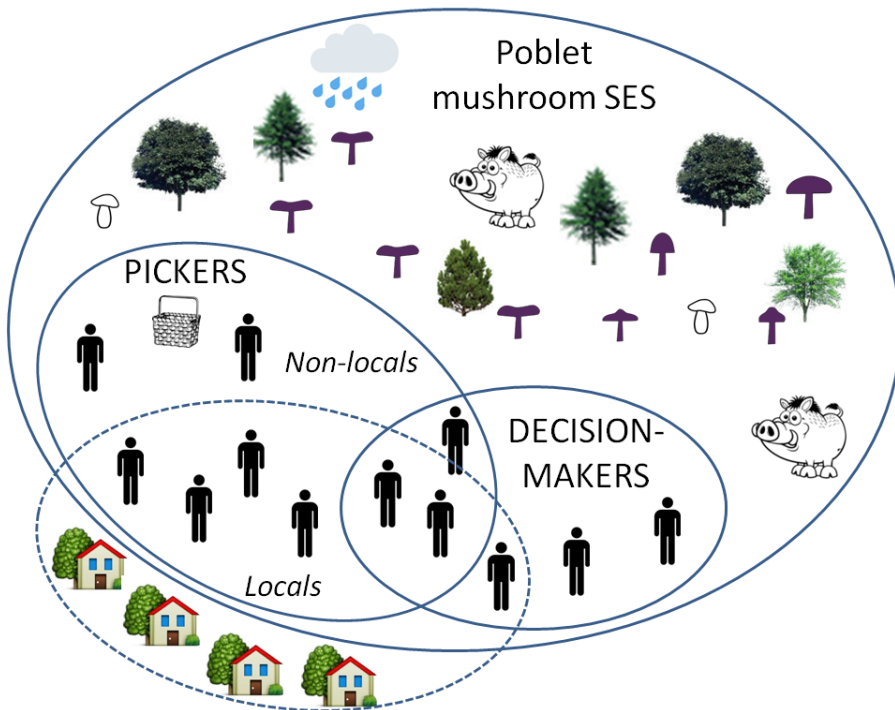 Poblet
mushroom SES
PICKERS
Non-locals
DECISION-
MAKERS
Locals